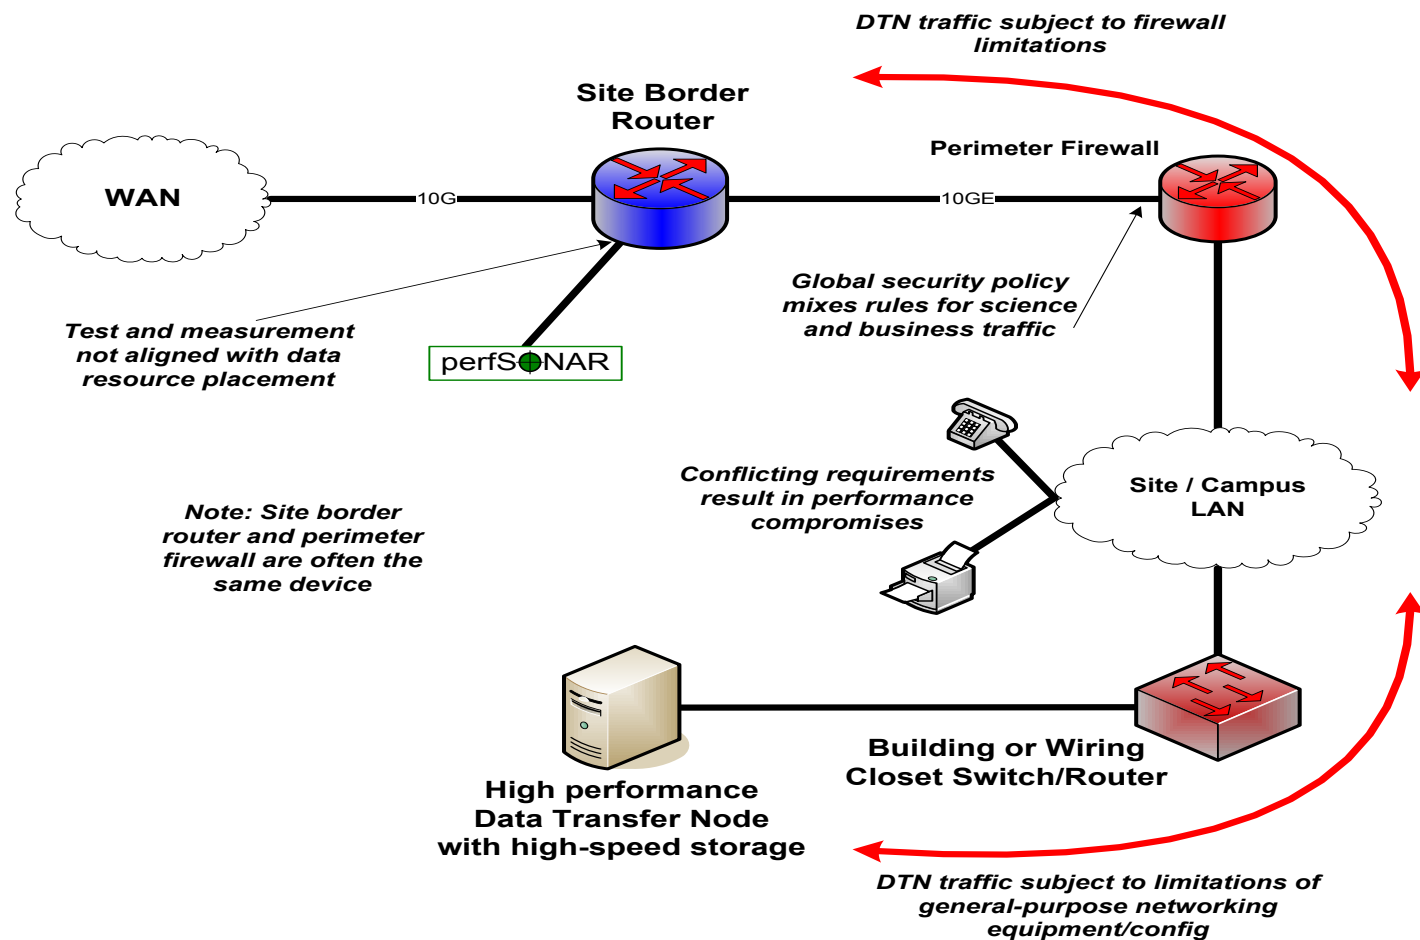 DTN traffic subject to firewall
limitations
Site Border
Router
Perimeter Firewall
WAN
10G
10GE
Global security policy
mixes rules for science
and business traffic
Test and measurement
not aligned with data
resource placement
perfSONAR
Conflicting requirements
result in performance
compromises
Site / Campus
LAN
Note: Site border
router and perimeter
firewall are often the
same device
Building or Wiring
Closet Switch/Router
High performance
Data Transfer Node
with high-speed storage
DTN traffic subject to limitations of
general-purpose networking
equipment/config